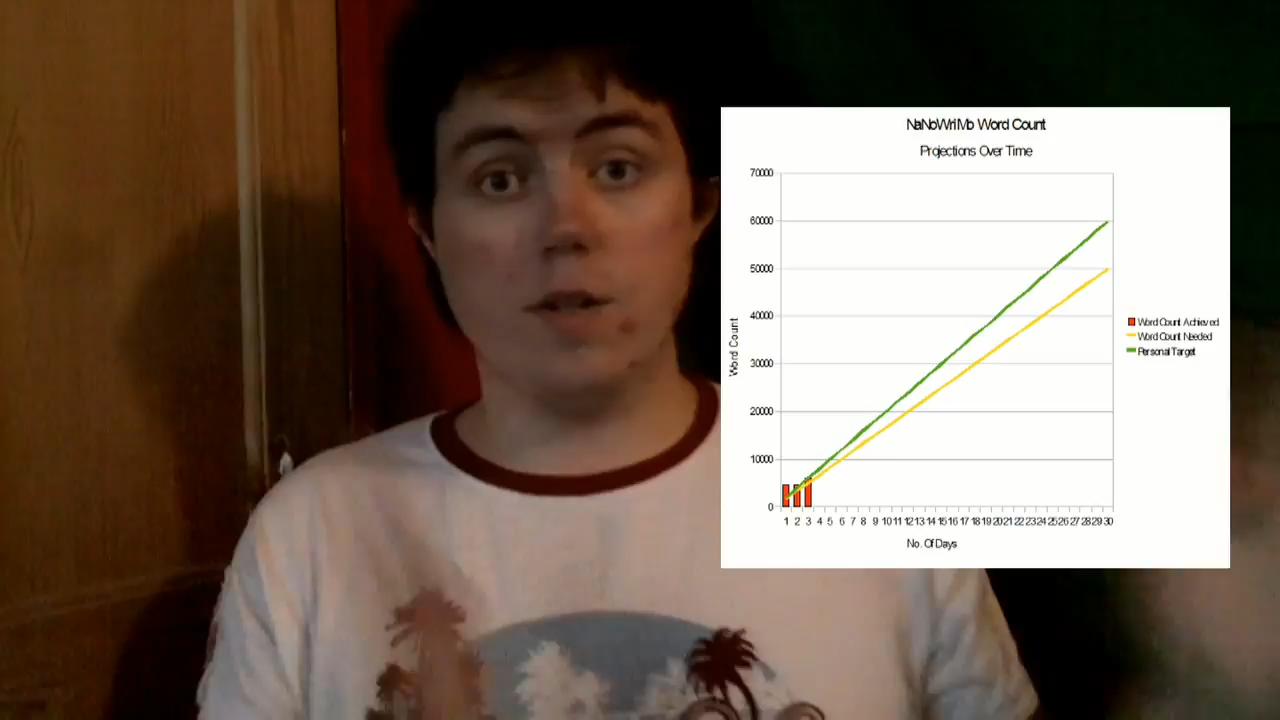 NaNoWriMo Word Count
Projections Over Time
70000
60000
50000
40000
30000
20000
10000
0
Word Count
1 2 3 4 5 6 7 8 9 10 11 12 13 14 15 16 17 18 19 20 21 22 23 24 25 26 27 28 29 30
No. Of Days
Word Count Achieved
Word Count Needed
Personal Target